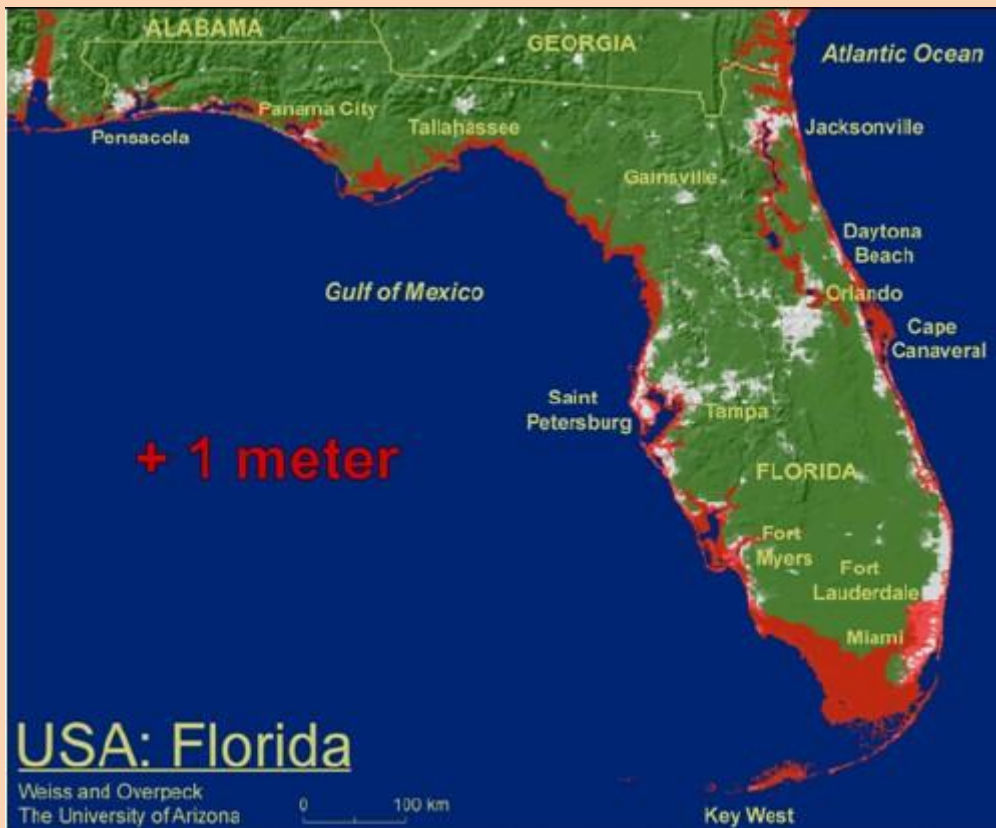 ALABAMA
GEORGIA
Atlantic Ocean
Panama City
Pensacola
Tallahassee
Jacksonville
Gainsville
Daytona
Beach
Gulf of Mexico
Orlando
Cape
Canaveral
Saint
Petersburg
Tampa
+ 1 meter
FLORIDA
Fort
Myers
Fort
Lauderdale
Miami
USA: Florida
Weiss and Overpeck
The University of Arizona
0 100 km
Key West